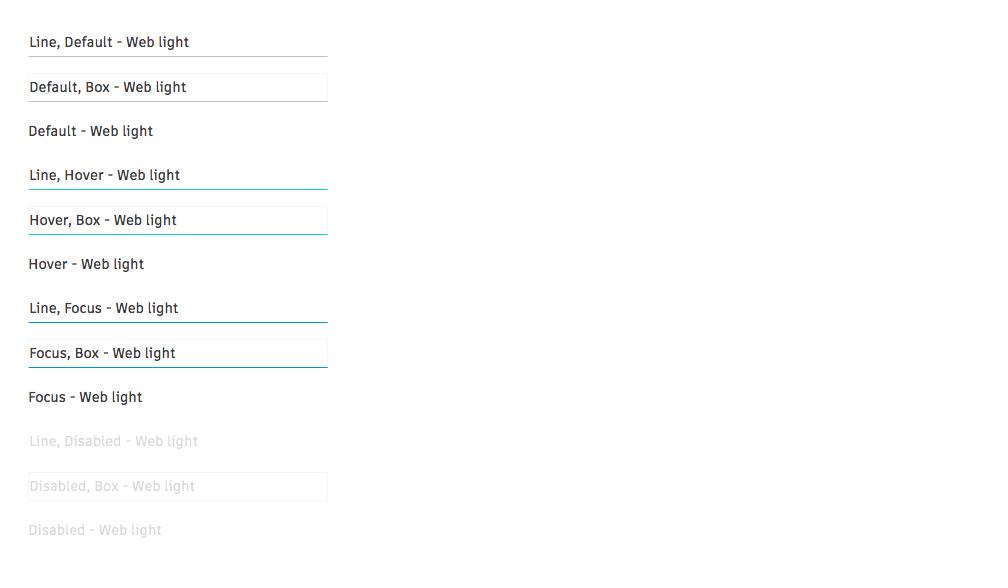 Line, Default - Web light
Default, Box - Web light
Default - Web light
Line, Hover - Web light
Hover, Box - Web light
Hover - Web light
Line, Focus - Web light
Focus, Box - Web light
Focus - Web light
Line, Disabled - Web light
Disabled, Box - Web light
Disabled - Web light